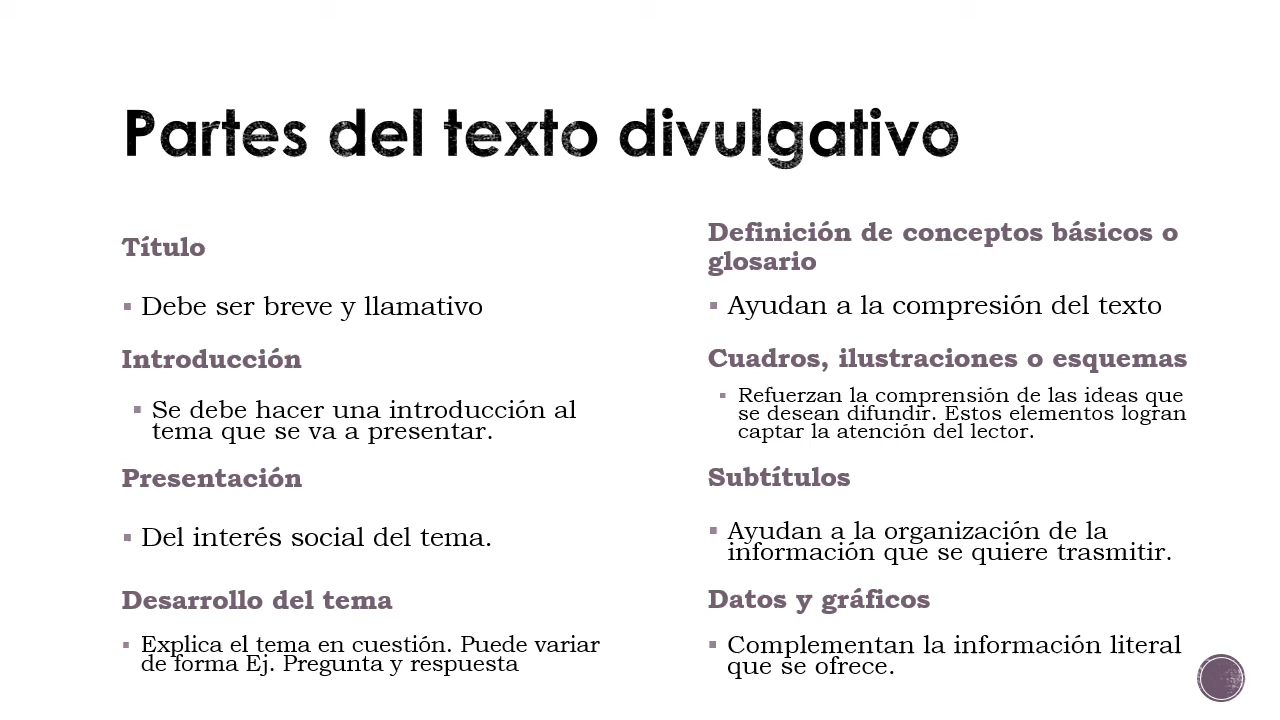 Partes del texto divulgativo
Título
▪ Debe ser breve y llamativo
Introducción
▪ Se debe hacer una introducción al
tema que se va a presentar.
Presentación
▪ Del interés social del tema.
Desarrollo del tema
▪ Explica el tema en cuestión. Puede variar
de forma Ej. Pregunta y respuesta
Definición de conceptos básicos o
glosario
▪ Ayudan a la compresión del texto
Cuadros, ilustraciones o esquemas
▪ Refuerzan la comprensión de las ideas que
se desean difundir. Estos elementos logran
captar la atención del lector.
Subtítulos
▪ Ayudan a la organización de la
información que se quiere trasmitir.
Datos y gráficos
▪ Complementan la información literal
que se ofrece.